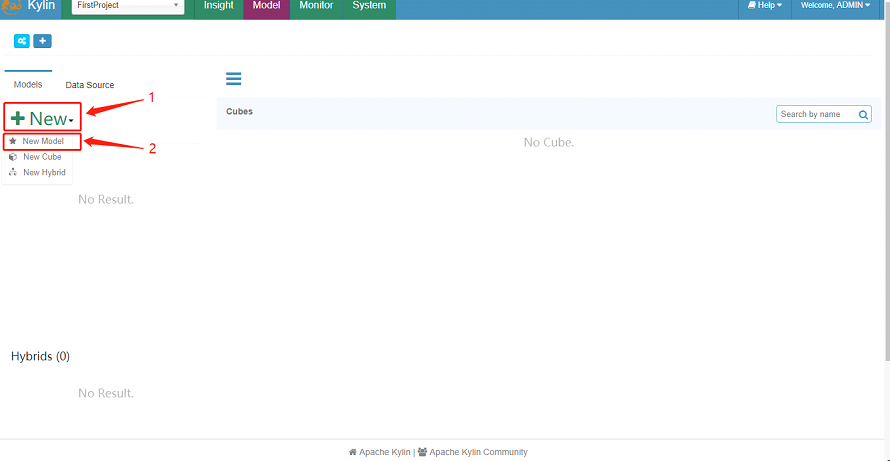 Kylin FirstProject Insight Model Monitor System Help Welcome, ADMIN
Models Data Source
1
New
Cubes
Search by name
New Model
2
No Cube.
New Cube
New Hybrid
No Result.
Hybrids (0)
No Result.
Apache Kylin | Apache Kylin Community